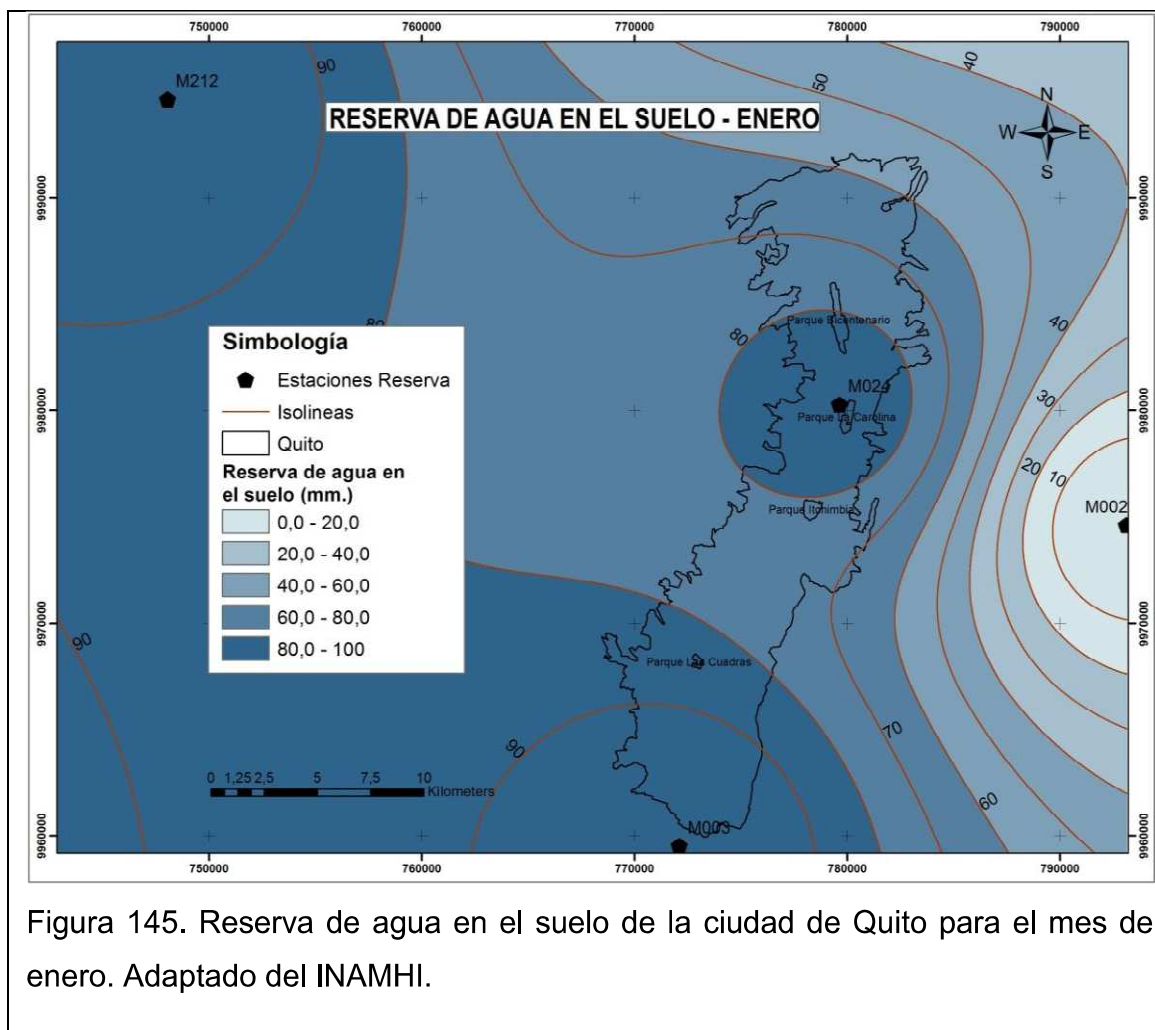 750000 760000 770000 780000 790000
90 40
M212 50
RESERVA DE AGUA EN EL SUELO - ENERO
N
W E
S
9990000 9990000
80
Simbología
Estaciones Reserva
Isolineas
Quito
Reserva de agua en
el suelo (mm.)
0,0 - 20,0
20,0 - 40,0
40,0 - 60,0
60,0 - 80,0
80,0 - 100
Parque Bicentenario
80
40
M024
Parque La Carolina
30
9980000 9980000
20 10
M002
Parque Itchimbia
9970000 9970000
90
Parque Las Cuadras
90
70
60
0 1,25 2,5 5 7,5 10
Kilometers
M003
9960000 9960000
750000 760000 770000 780000 790000
Figura 145. Reserva de agua en el suelo de la ciudad de Quito para el mes de
enero. Adaptado del INAMHI.